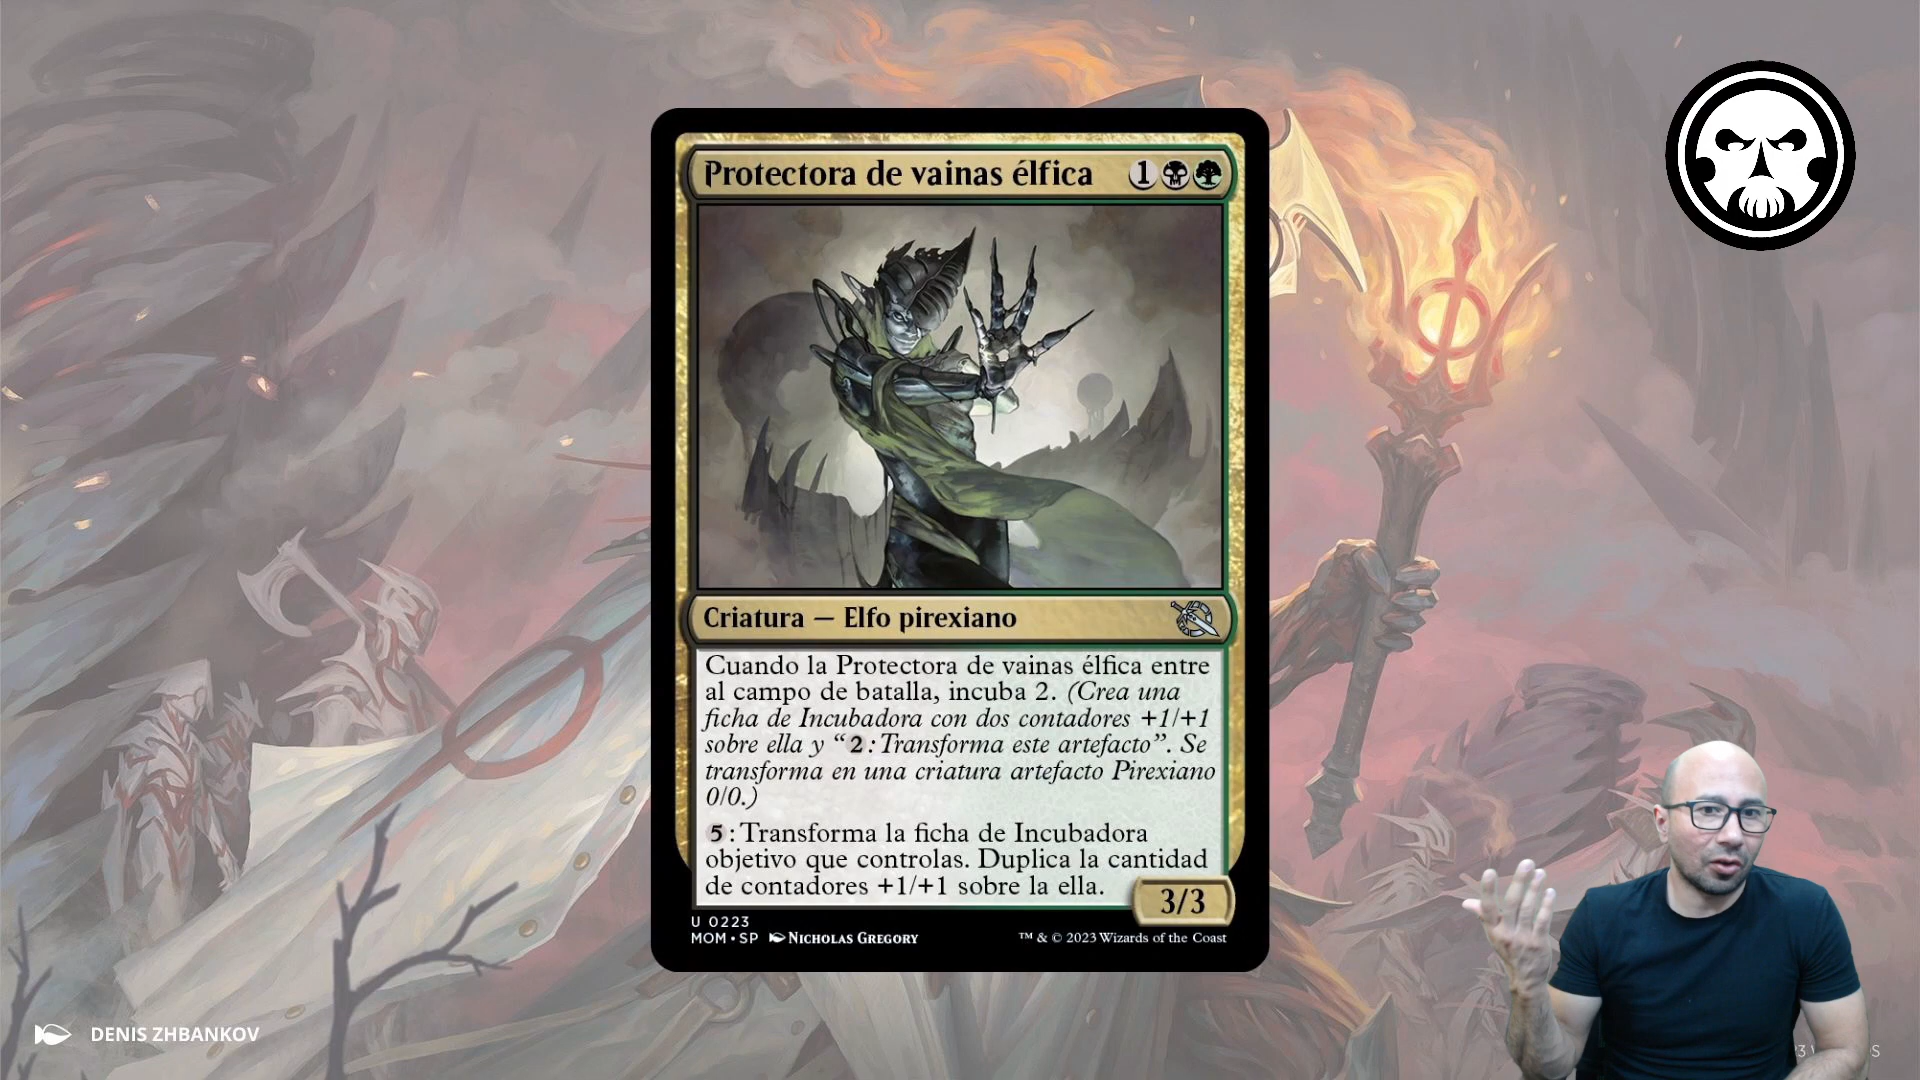 Protectora de vainas élfica 1
Criatura — Elfo pirexiano
Cuando la Protectora de vainas élfica entre
al campo de batalla, incuba 2. (Crea una
ficha de Incubadora con dos contadores +1/+1
sobre ella y “2: Transforma este artefacto”. Se
transforma en una criatura artefacto Pirexiano
0/0.)
5: Transforma la ficha de Incubadora
objetivo que controlas. Duplica la cantidad
de contadores +1/+1 sobre la ella.
3/3
U 0223
MOM • SP NICHOLAS GREGORY
™ & © 2023 Wizards of the Coast
DENIS ZHBANKOV